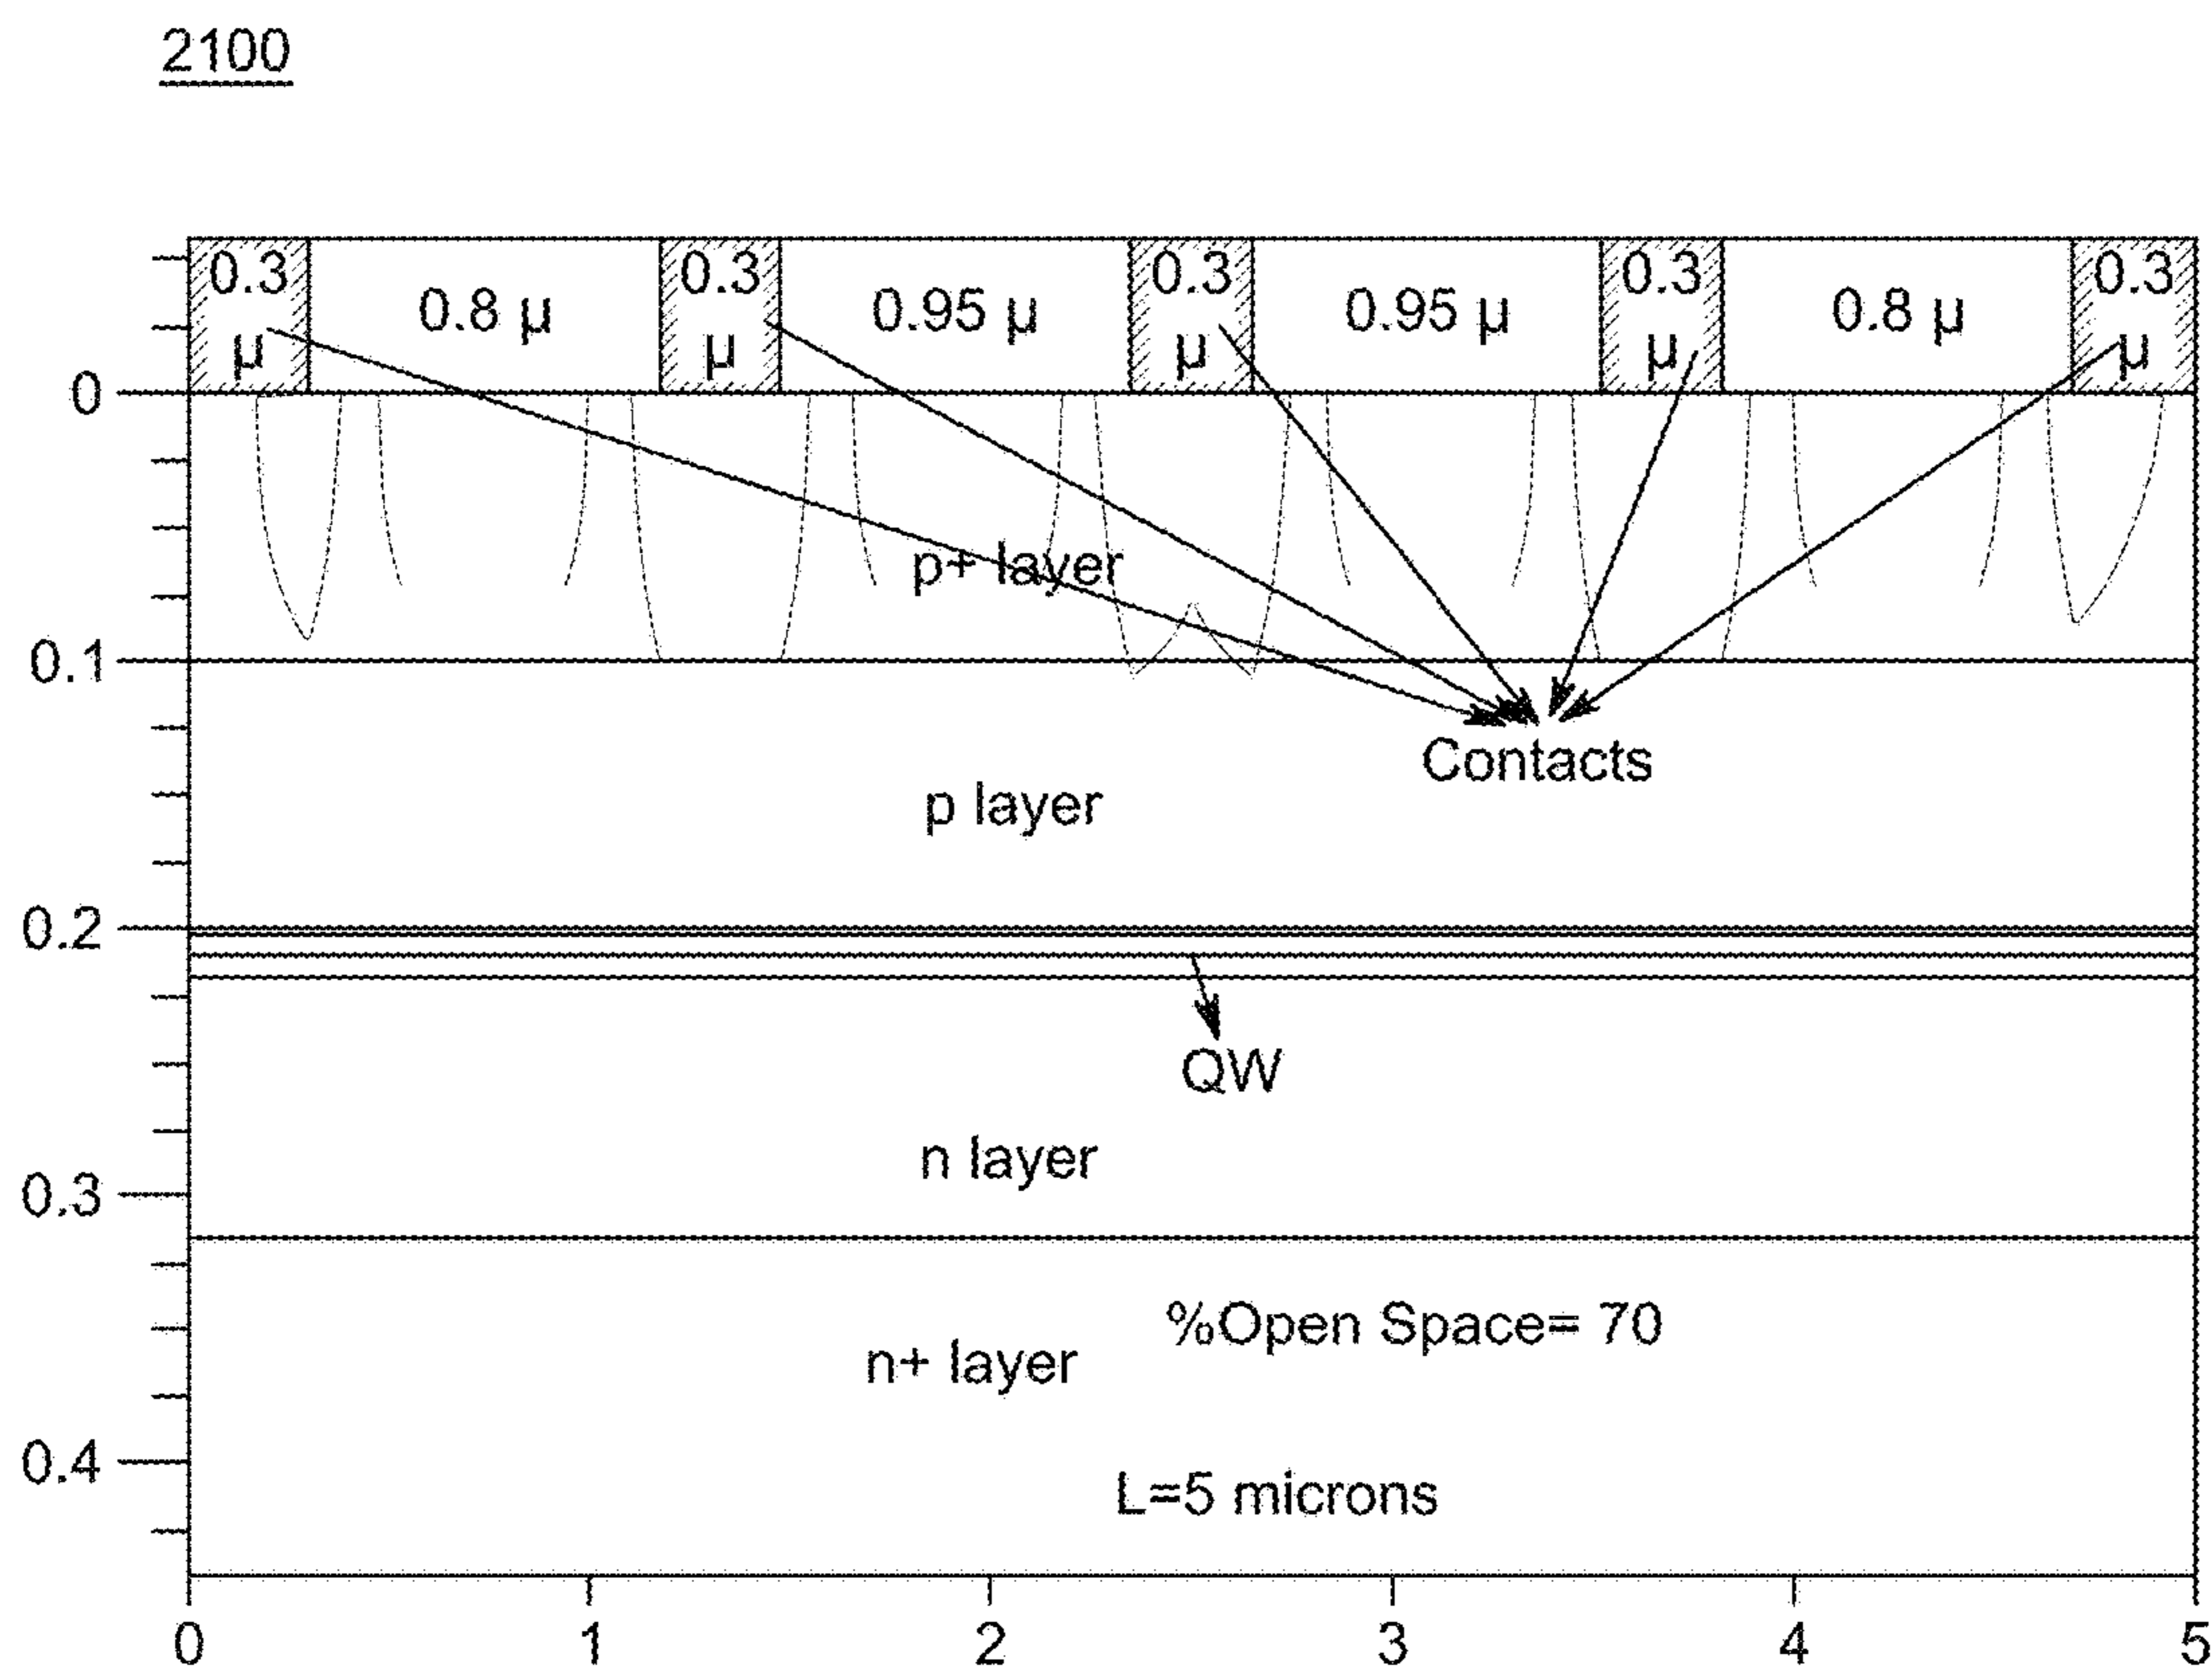 2100
0.3 μ 0.8 μ 0.3 μ 0.95 μ 0.3 μ 0.95 μ 0.3 μ 0.8 μ 0.3 μ
0
p+ layer
0.1
Contacts
p layer
0.2
QW
n layer
0.3
%Open Space= 70
n+ layer
0.4
L=5 microns
0 1 2 3 4 5